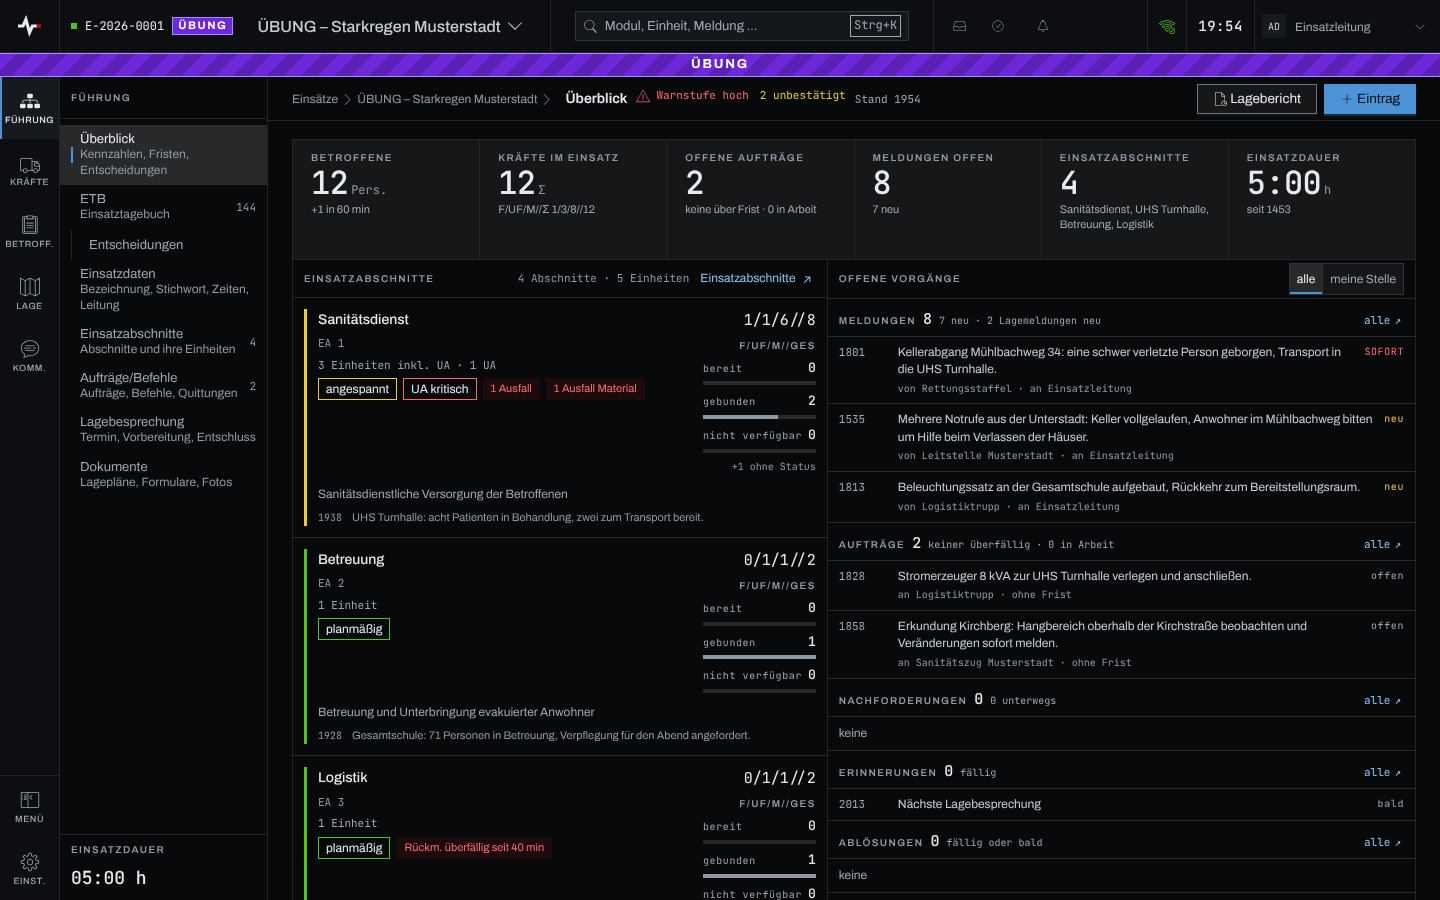 E-2026-0001 ÜBUNG ÜBUNG – Starkregen Musterstadt
Modul, Einheit, Meldung ... Strg+K
19:54
AD Einsatzleitung
ÜBUNG
FÜHRUNG
KRÄFTE
BETROFF.
LAGE
KOMM.
MENÜ
EINST.
FÜHRUNG
Überblick
Kennzahlen, Fristen,
Entscheidungen
ETB
Einsatztagebuch
144
Entscheidungen
Einsatzdaten
Bezeichnung, Stichwort, Zeiten,
Leitung
Einsatzabschnitte
Abschnitte und ihre Einheiten
4
Aufträge/Befehle
Aufträge, Befehle, Quittungen
2
Lagebesprechung
Termin, Vorbereitung, Entschluss
Dokumente
Lagepläne, Formulare, Fotos
EINSATZDAUER
05:00 h
Einsätze ÜBUNG – Starkregen Musterstadt Überblick Warnstufe hoch 2 unbestätigt Stand 1954
Lagebericht
+ Eintrag
BETROFFENE
12 Pers.
+1 in 60 min
KRÄFTE IM EINSATZ
12 Σ
F/UF/M//Σ 1/3/8//12
OFFENE AUFTRÄGE
2
keine über Frist · 0 in Arbeit
MELDUNGEN OFFEN
8
7 neu
EINSATZABSCHNITTE
4
Sanitätsdienst, UHS Turnhalle,
Betreuung, Logistik
EINSATZDAUER
5:00 h
seit 1453
EINSATZABSCHNITTE 4 Abschnitte · 5 Einheiten Einsatzabschnitte ↗
Sanitätsdienst 1/1/6//8
EA 1 F/UF/M//GES
3 Einheiten inkl. UA · 1 UA
angespannt UA kritisch 1 Ausfall 1 Ausfall Material
bereit 0
gebunden 2
nicht verfügbar 0
+1 ohne Status
Sanitätsdienstliche Versorgung der Betroffenen
1938 UHS Turnhalle: acht Patienten in Behandlung, zwei zum Transport bereit.
Betreuung 0/1/1//2
EA 2 F/UF/M//GES
1 Einheit
planmäßig
bereit 0
gebunden 1
nicht verfügbar 0
Betreuung und Unterbringung evakuierter Anwohner
1928 Gesamtschule: 71 Personen in Betreuung, Verpflegung für den Abend angefordert.
Logistik 0/1/1//2
EA 3 F/UF/M//GES
1 Einheit
planmäßig Rückm. überfällig seit 40 min
bereit 0
gebunden 1
nicht verfügbar 0
OFFENE VORGÄNGE alle meine Stelle
MELDUNGEN 8 7 neu · 2 Lagemeldungen neu alle ↗
1801 Kellerabgang Mühlbachweg 34: eine schwer verletzte Person geborgen, Transport in SOFORT
die UHS Turnhalle.
von Rettungsstaffel · an Einsatzleitung
1535 Mehrere Notrufe aus der Unterstadt: Keller vollgelaufen, Anwohner im Mühlbachweg bitten neu
um Hilfe beim Verlassen der Häuser.
von Leitstelle Musterstadt · an Einsatzleitung
1813 Beleuchtungssatz an der Gesamtschule aufgebaut, Rückkehr zum Bereitstellungsraum. neu
von Logistiktrupp · an Einsatzleitung
AUFTRÄGE 2 keiner überfällig · 0 in Arbeit alle ↗
1828 Stromerzeuger 8 kVA zur UHS Turnhalle verlegen und anschließen. offen
an Logistiktrupp · ohne Frist
1858 Erkundung Kirchberg: Hangbereich oberhalb der Kirchstraße beobachten und offen
Veränderungen sofort melden.
an Sanitätszug Musterstadt · ohne Frist
NACHFORDERUNGEN 0 0 unterwegs alle ↗
keine
ERINNERUNGEN 0 fällig alle ↗
2013 Nächste Lagebesprechung bald
ABLÖSUNGEN 0 fällig oder bald alle ↗
keine